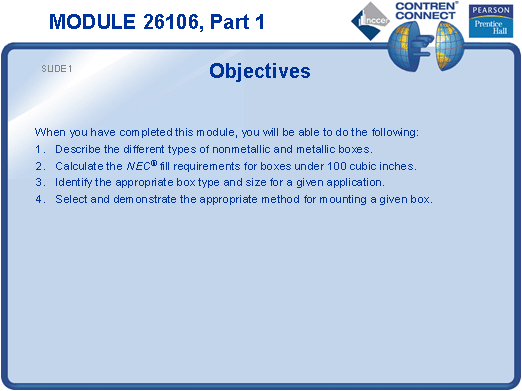 MODULE 26106, Part 1
nccer
CONTREN®
CONNECT
PEARSON
Prentice
Hall
SLIDE 1
Objectives
When you have completed this module, you will be able to do the following:
1. Describe the different types of nonmetallic and metallic boxes.
2. Calculate the NEC® fill requirements for boxes under 100 cubic inches.
3. Identify the appropriate box type and size for a given application.
4. Select and demonstrate the appropriate method for mounting a given box.